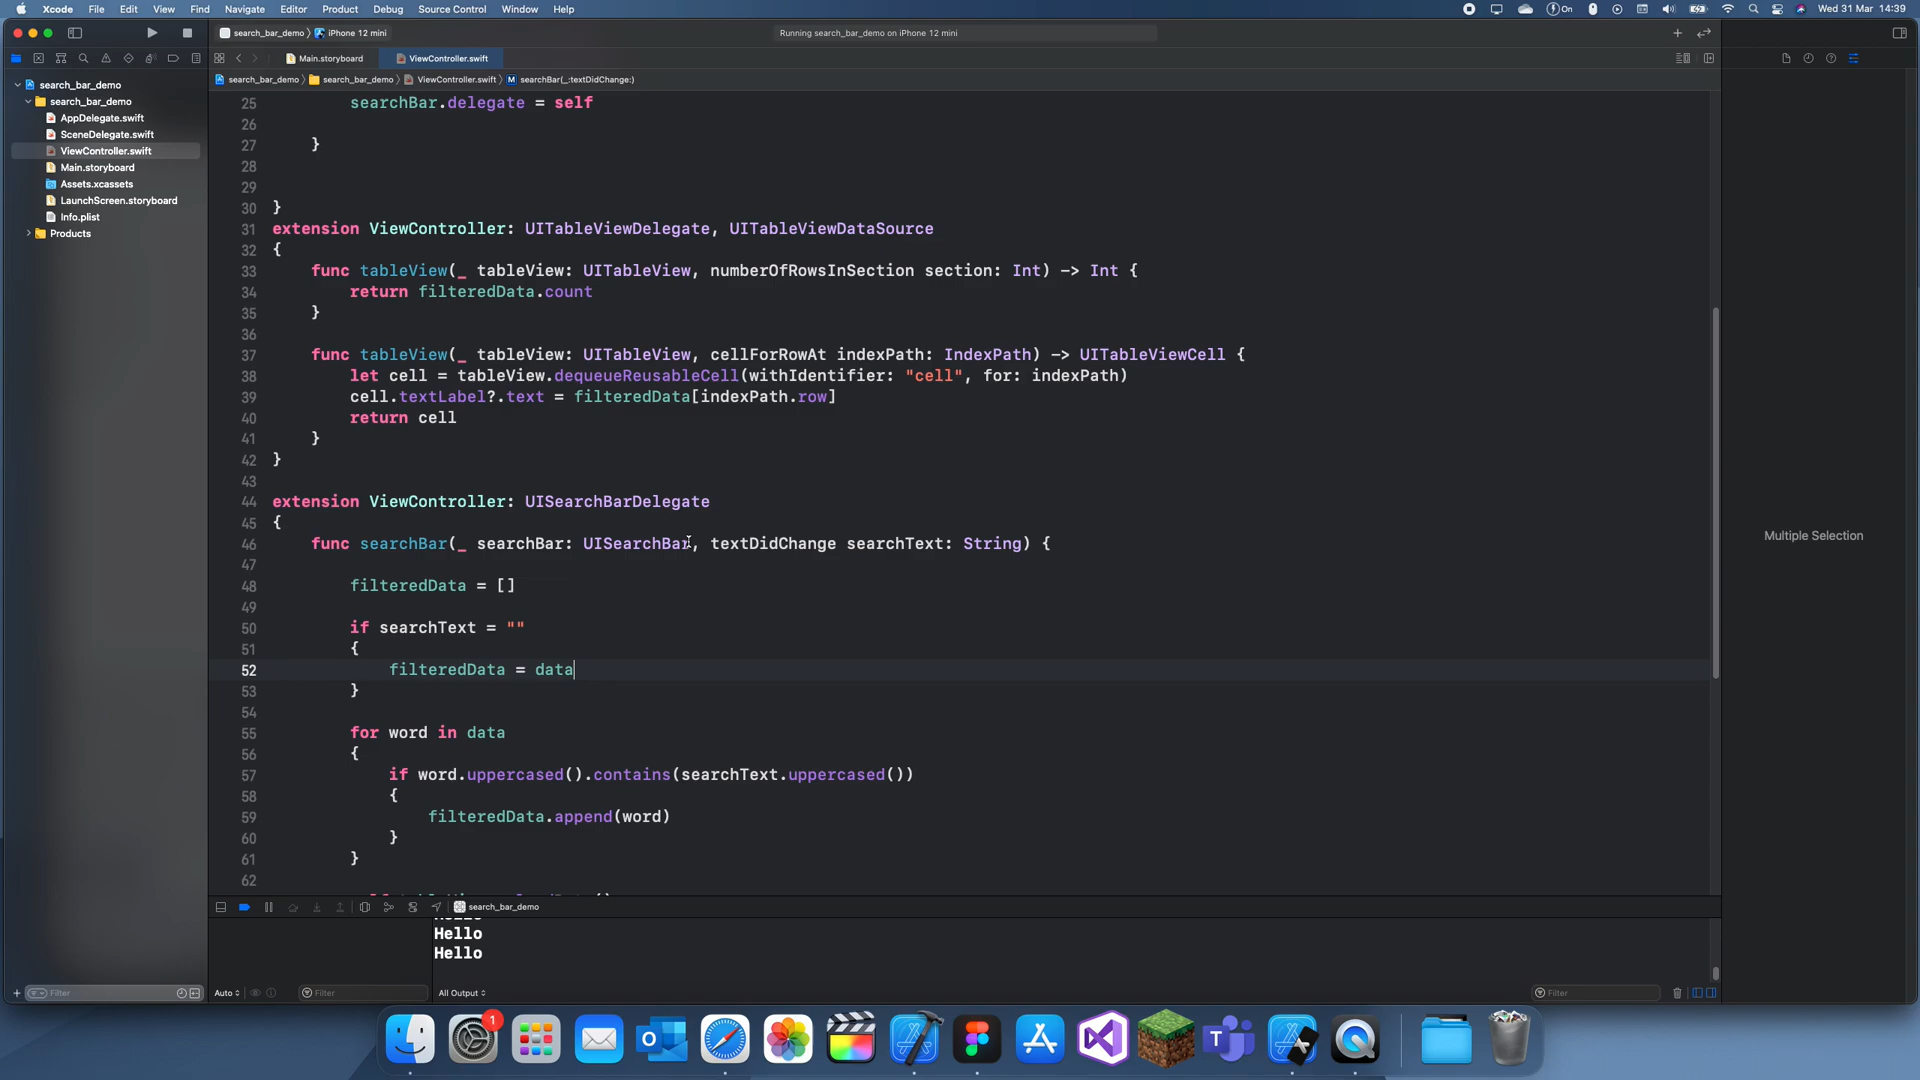 Xcode File Edit View Navigate Find Editor Product Debug Source Control Window Help On Wed 31 Mar 14:39
search_bar_demo iPhone 12 mini Running search_bar_demo on iPhone 12 mini
Main.storyboard ViewController.swift
search_bar_demo search_bar_demo ViewController.swift M searchBar(_:textDidChange:)
search_bar_demo
search_bar_demo
AppDelegate.swift
SceneDelegate.swift
ViewController.swift
Main.storyboard
Assets.xcassets
LaunchScreen.storyboard
Info.plist
Products
25 searchBar.delegate = self
26
27 }
28
29
30 }
31 extension ViewController: UITableViewDelegate, UITableViewDataSource
32 {
33 func tableView(_ tableView: UITableView, numberOfRowsInSection section: Int) -> Int {
34 return filteredData.count
35 }
36
37 func tableView(_ tableView: UITableView, cellForRowAt indexPath: IndexPath) -> UITableViewCell {
38 let cell = tableView.dequeueReusableCell(withIdentifier: "cell", for: indexPath)
39 cell.textLabel?.text = filteredData[indexPath.row]
40 return cell
41 }
42 }
43
44 extension ViewController: UISearchBarDelegate
45 {
46 func searchBar(_ searchBar: UISearchBar, textDidChange searchText: String) {
47
48 filteredData = []
49
50 if searchText = ""
51 {
52 filteredData = data
53 }
54
55 for word in data
56 {
57 if word.uppercased().contains(searchText.uppercased())
58 {
59 filteredData.append(word)
60 }
61 }
62
Multiple Selection
search_bar_demo
Hello
Hello
Filter Auto Filter All Output Filter
1